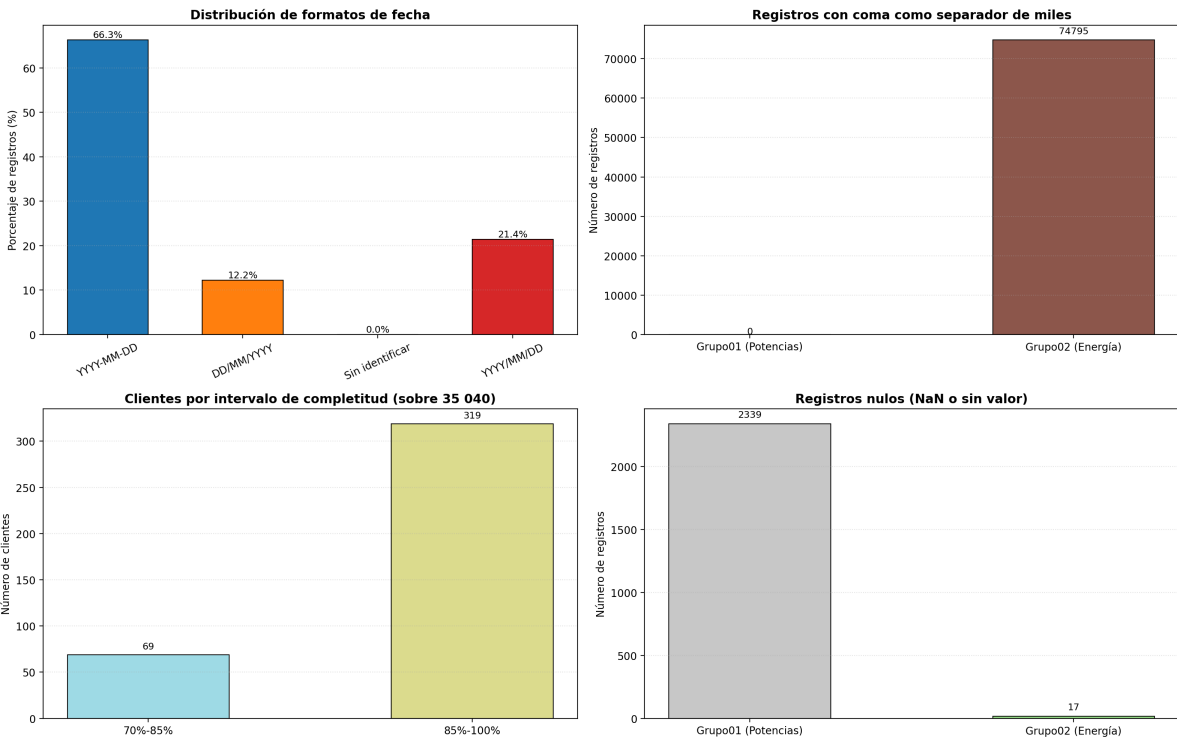 Distribución de formatos de fecha
Porcentaje de registros (%)
60
50
40
30
20
10
0
66.3%
12.2%
0.0%
21.4%
YYYY-MM-DD
DD/MM/YYYY
Sin identificar
YYYY/MM/DD
Registros con coma como separador de miles
Número de registros
70000
60000
50000
40000
30000
20000
10000
0
0
74795
Grupo01 (Potencias)
Grupo02 (Energía)
Clientes por intervalo de completitud (sobre 35 040)
Número de clientes
300
250
200
150
100
50
0
69
319
70%-85%
85%-100%
Registros nulos (NaN o sin valor)
Número de registros
2000
1500
1000
500
0
2339
17
Grupo01 (Potencias)
Grupo02 (Energía)